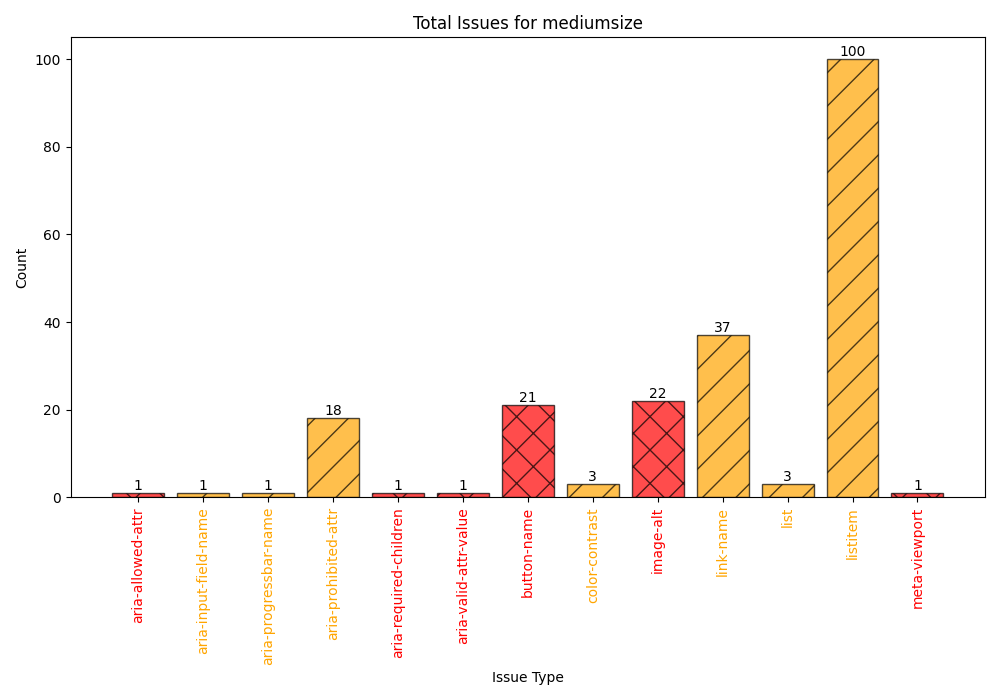 Total Issues for mediumsize
Count
100
80
60
40
20
0
1
1
1
18
1
1
21
3
22
37
3
100
1
aria-allowed-attr
aria-input-field-name
aria-progressbar-name
aria-prohibited-attr
aria-required-children
aria-valid-attr-value
button-name
color-contrast
image-alt
link-name
list
listitem
meta-viewport
Issue Type